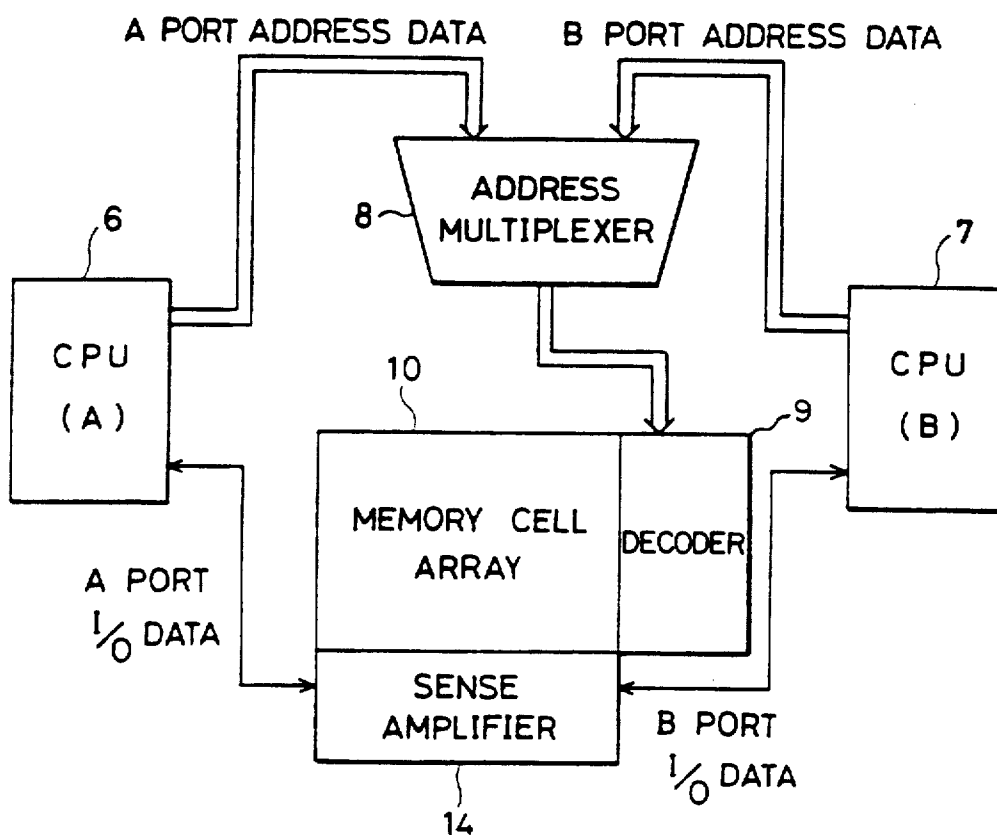 A PORT ADDRESS DATA
B PORT ADDRESS DATA
ADDRESS
MULTIPLEXER
8
6
7
CPU
(A)
CPU
(B)
10
9
MEMORY CELL
ARRAY
DECODER
A PORT
I/O DATA
SENSE
AMPLIFIER
B PORT
I/O DATA
14